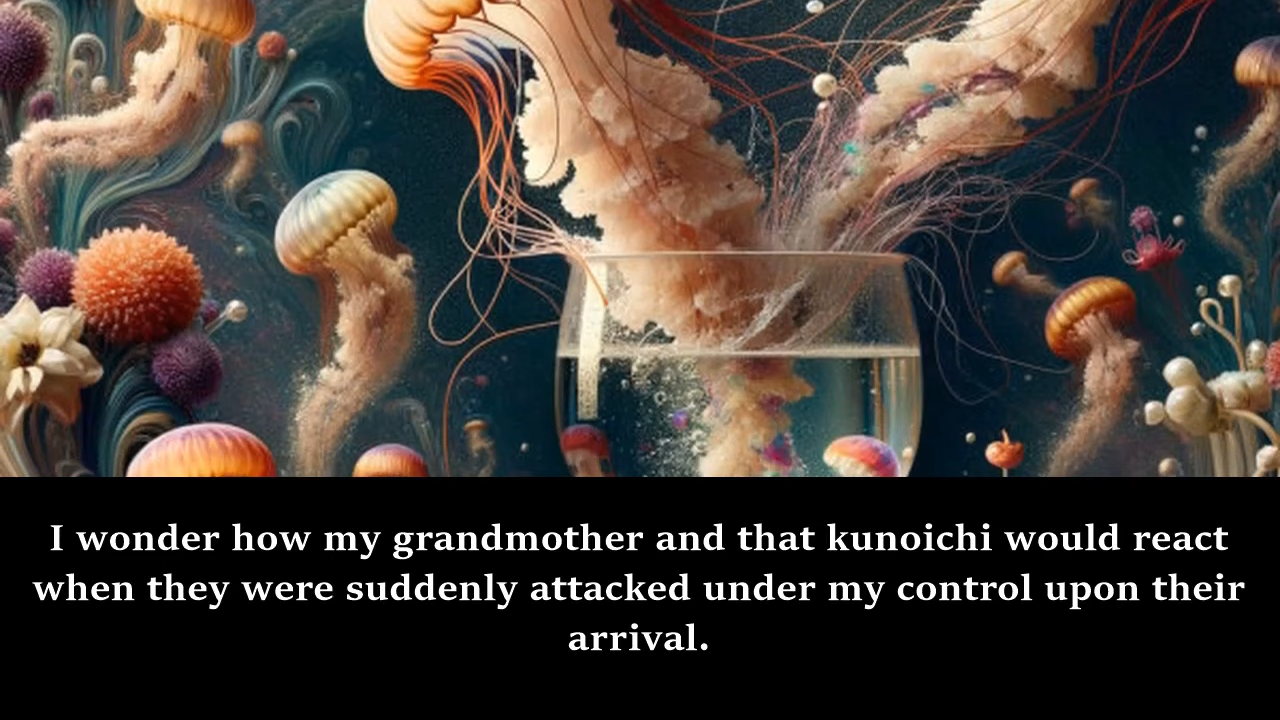 I wonder how my grandmother and that kunoichi would react
when they were suddenly attacked under my control upon their
arrival.